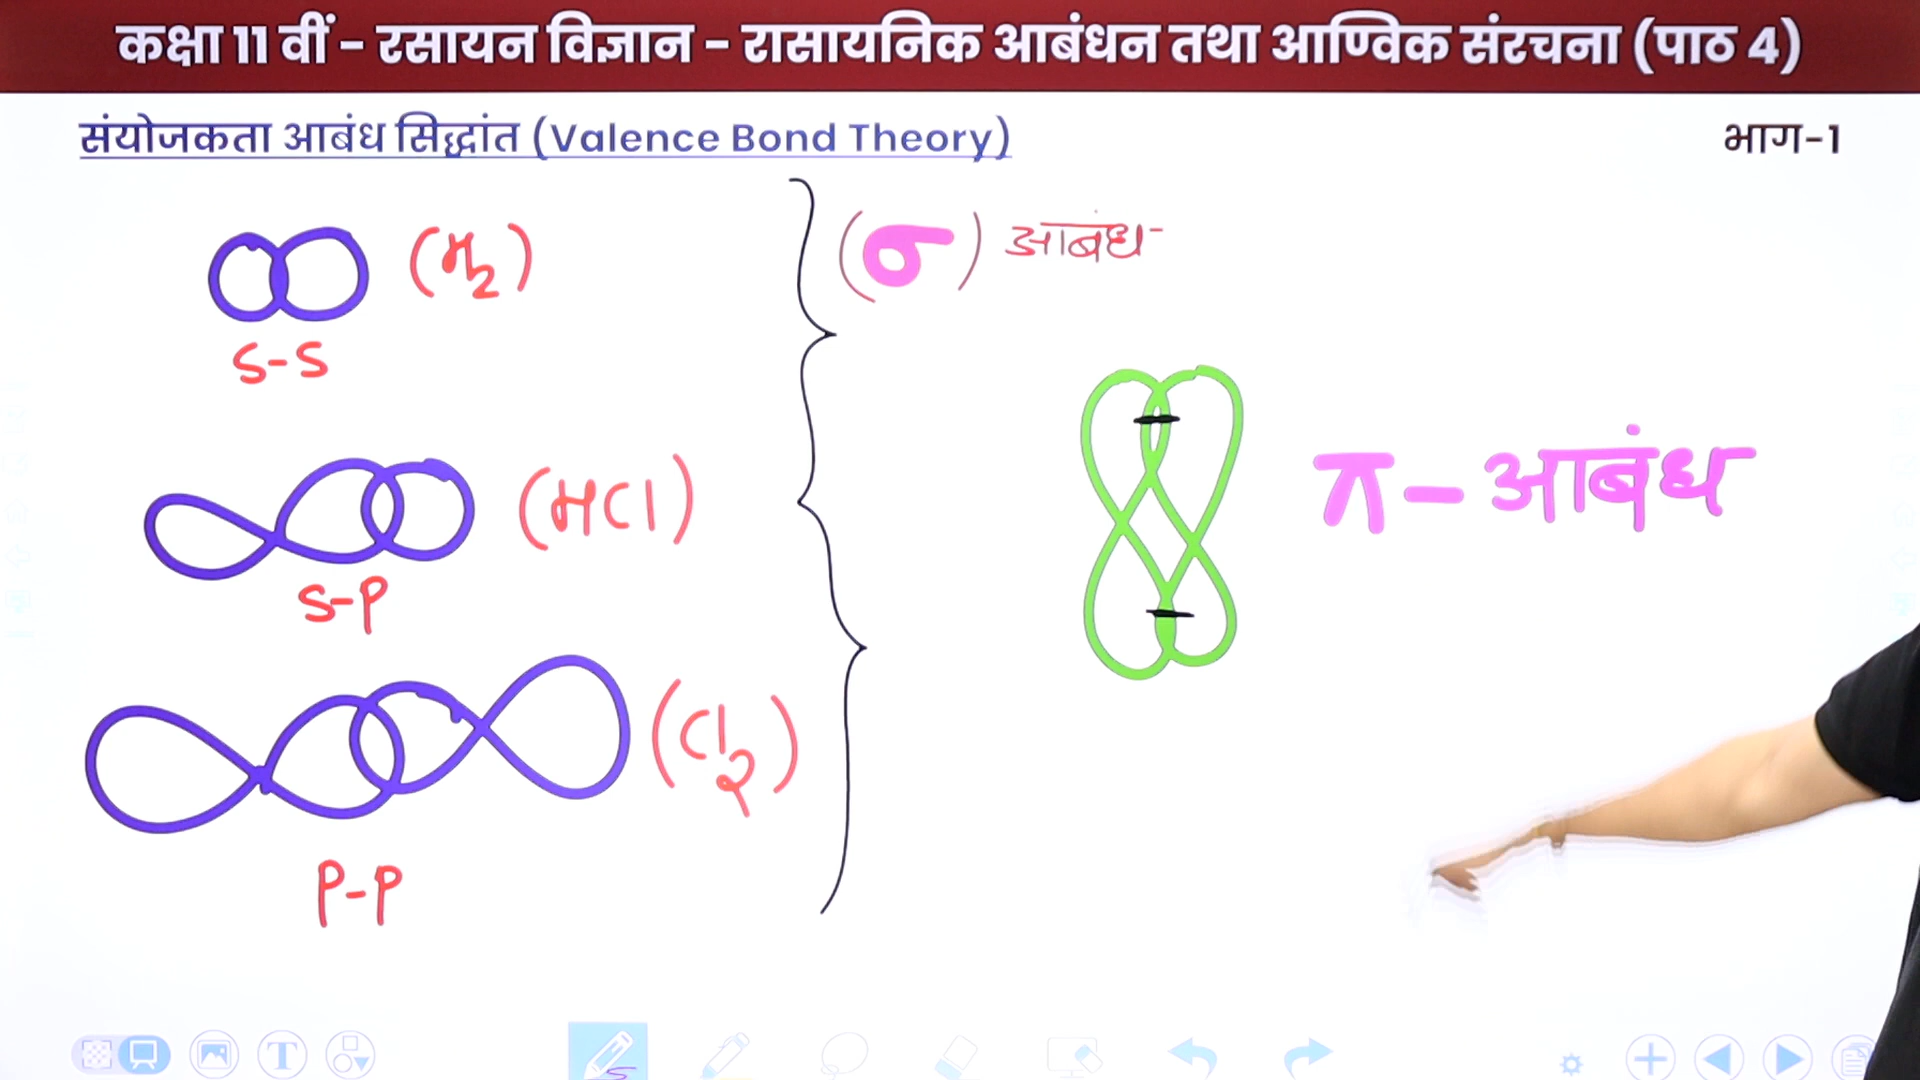 कक्षा 11 वीं - रसायन विज्ञान - रासायनिक आबंधन तथा आण्विक संरचना (पाठ 4)
संयोजकता आबंध सिद्धांत (Valence Bond Theory)
भाग-1
(H2)
(σ) आबंध
S-S
(HCl)
S-P
π - आबंध
(Cl2)
P-P
T